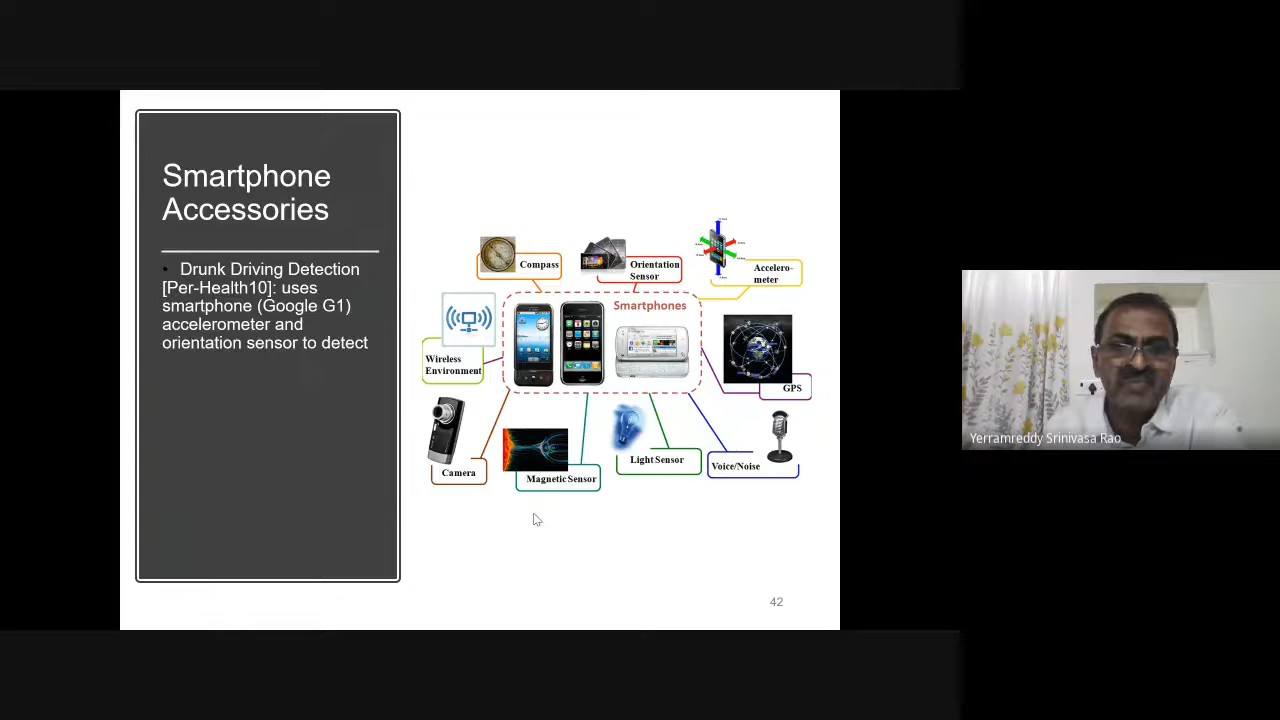 Smartphone
Accessories
• Drunk Driving Detection
[Per-Health10]: uses
smartphone (Google G1)
accelerometer and
orientation sensor to detect
Compass
Orientation
Sensor
Accelero-
meter
Smartphones
Wireless
Environment
GPS
Camera
Magnetic Sensor
Light Sensor
Voice/Noise
42
Yerramreddy Srinivasa Rao